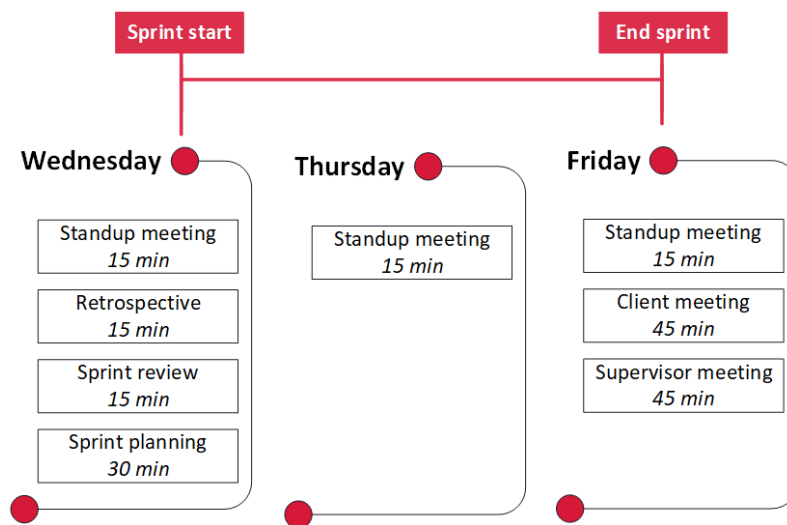 Sprint start
End sprint
Wednesday
Standup meeting
15 min
Retrospective
15 min
Sprint review
15 min
Sprint planning
30 min
Thursday
Standup meeting
15 min
Friday
Standup meeting
15 min
Client meeting
45 min
Supervisor meeting
45 min